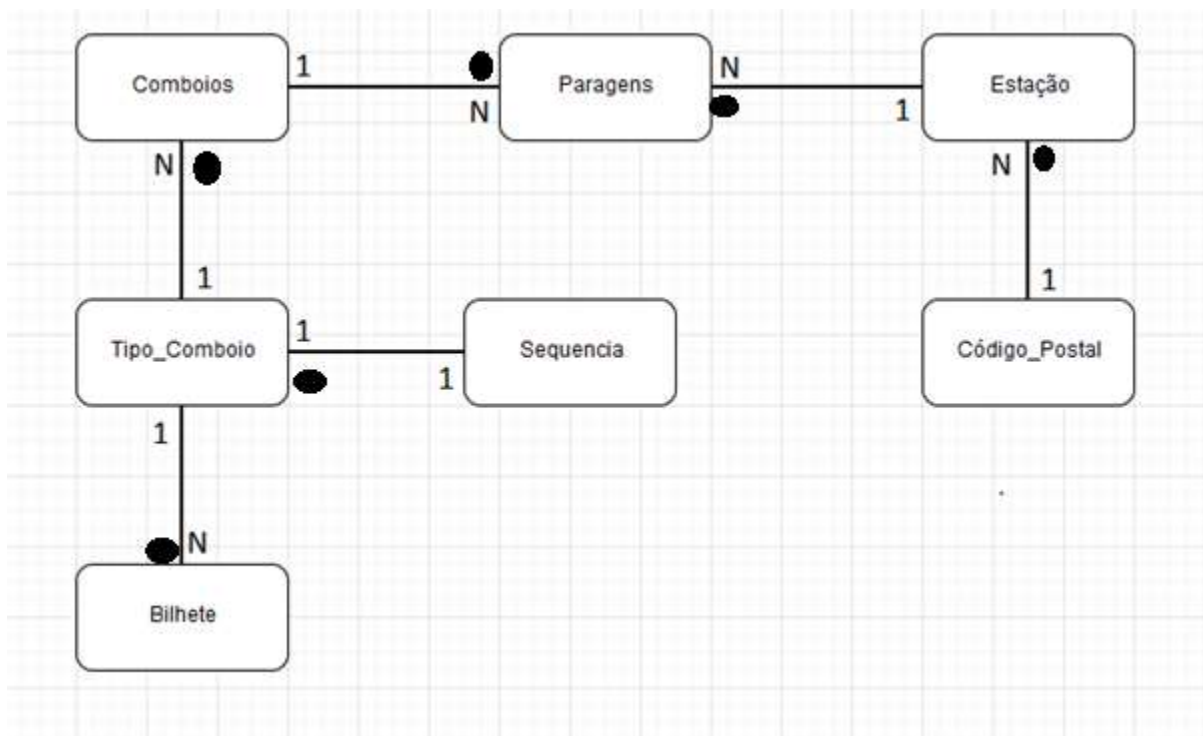 Comboios
1
N
Paragens
N
1
Estação
N
N
1
1
Tipo_Comboio
1
1
Sequencia
Código_Postal
1
N
Bilhete